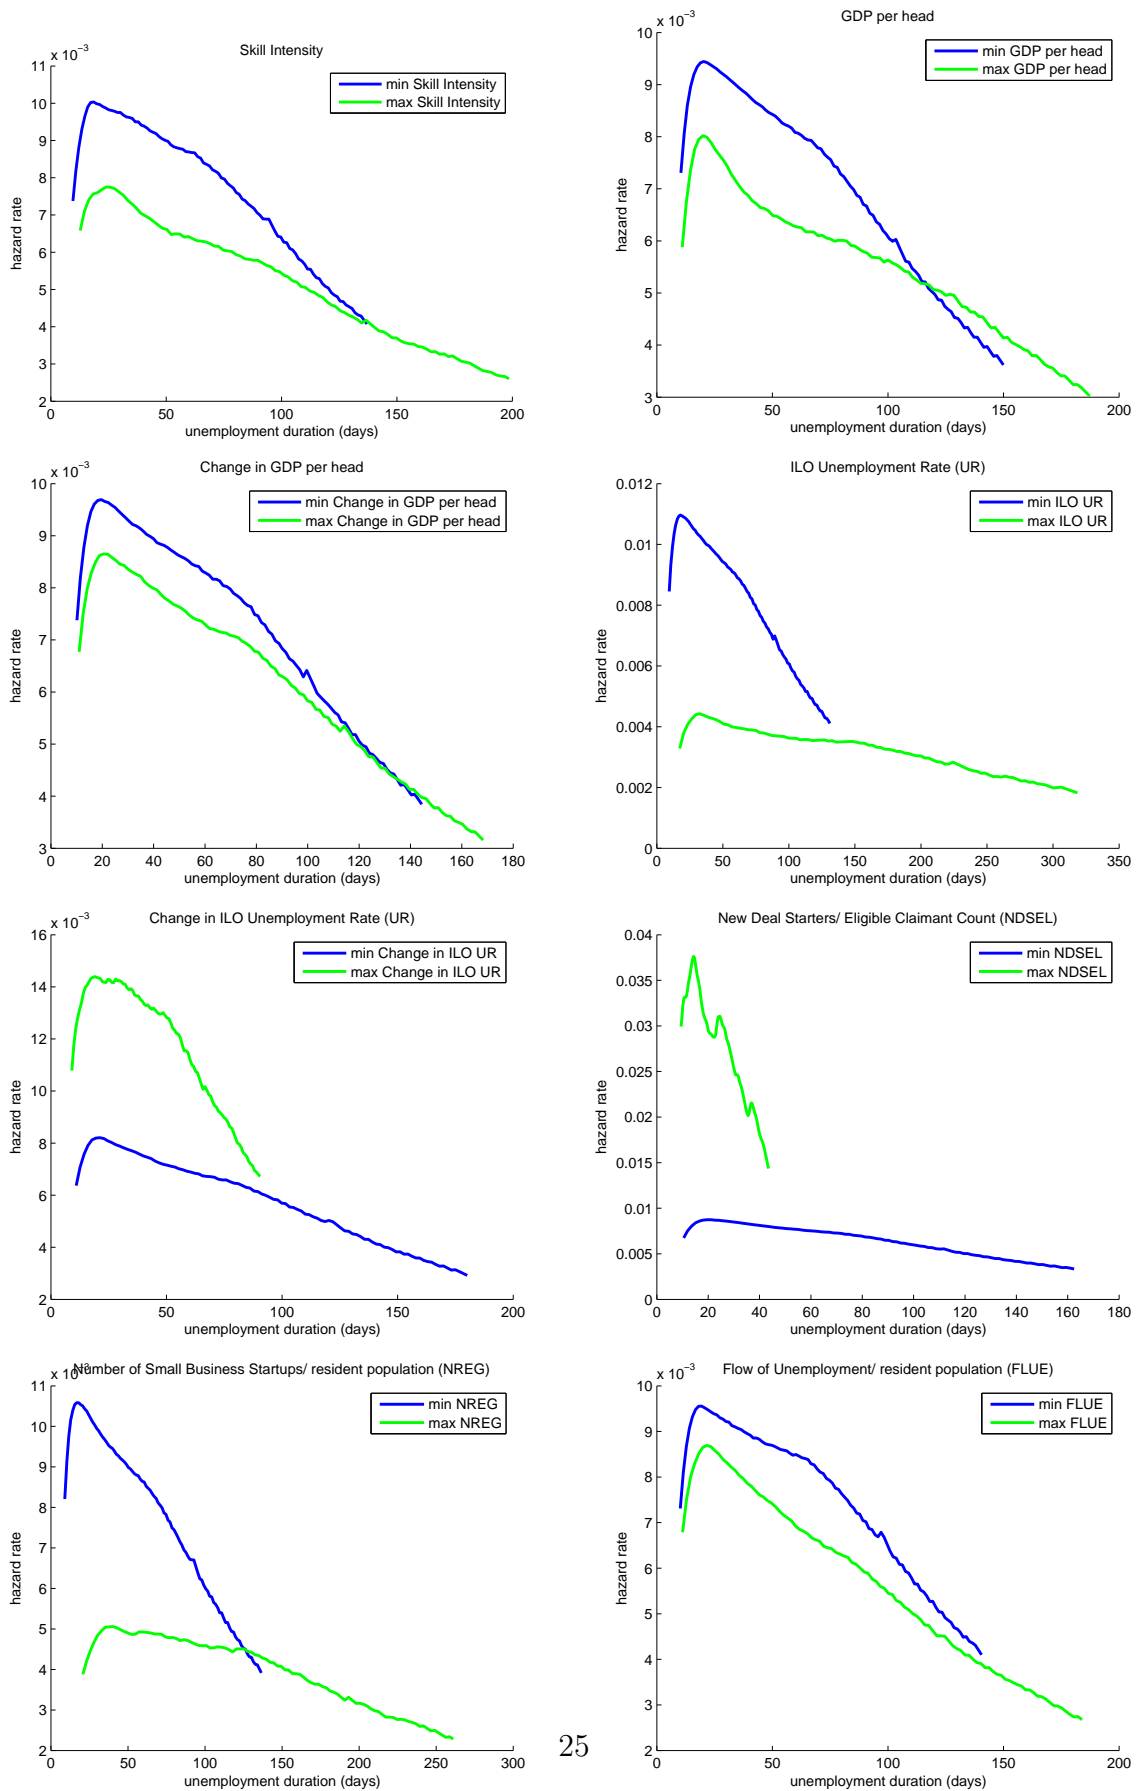 Skill Intensity
x 10⁻³
11
10
9
8
7
6
5
4
3
2
hazard rate
min Skill Intensity
max Skill Intensity
0 50 100 150 200
unemployment duration (days)
GDP per head
x 10⁻³
10
9
8
7
6
5
4
3
hazard rate
min GDP per head
max GDP per head
0 50 100 150 200
unemployment duration (days)
Change in GDP per head
x 10⁻³
10
9
8
7
6
5
4
3
hazard rate
min Change in GDP per head
max Change in GDP per head
0 20 40 60 80 100 120 140 160 180
unemployment duration (days)
ILO Unemployment Rate (UR)
0.012
0.01
0.008
0.006
0.004
0.002
0
hazard rate
min ILO UR
max ILO UR
0 50 100 150 200 250 300 350
unemployment duration (days)
Change in ILO Unemployment Rate (UR)
x 10⁻³
16
14
12
10
8
6
4
2
hazard rate
min Change in ILO UR
max Change in ILO UR
0 50 100 150 200
unemployment duration (days)
New Deal Starters/ Eligible Claimant Count (NDSEL)
0.04
0.035
0.03
0.025
0.02
0.015
0.01
0.005
0
hazard rate
min NDSEL
max NDSEL
0 20 40 60 80 100 120 140 160 180
unemployment duration (days)
Number of Small Business Startups/ resident population (NREG)
x 10⁻³
11
10
9
8
7
6
5
4
3
2
hazard rate
min NREG
max NREG
0 50 100 150 200 250 300
unemployment duration (days)
Flow of Unemployment/ resident population (FLUE)
x 10⁻³
10
9
8
7
6
5
4
3
2
hazard rate
min FLUE
max FLUE
0 50 100 150 200
unemployment duration (days)
25